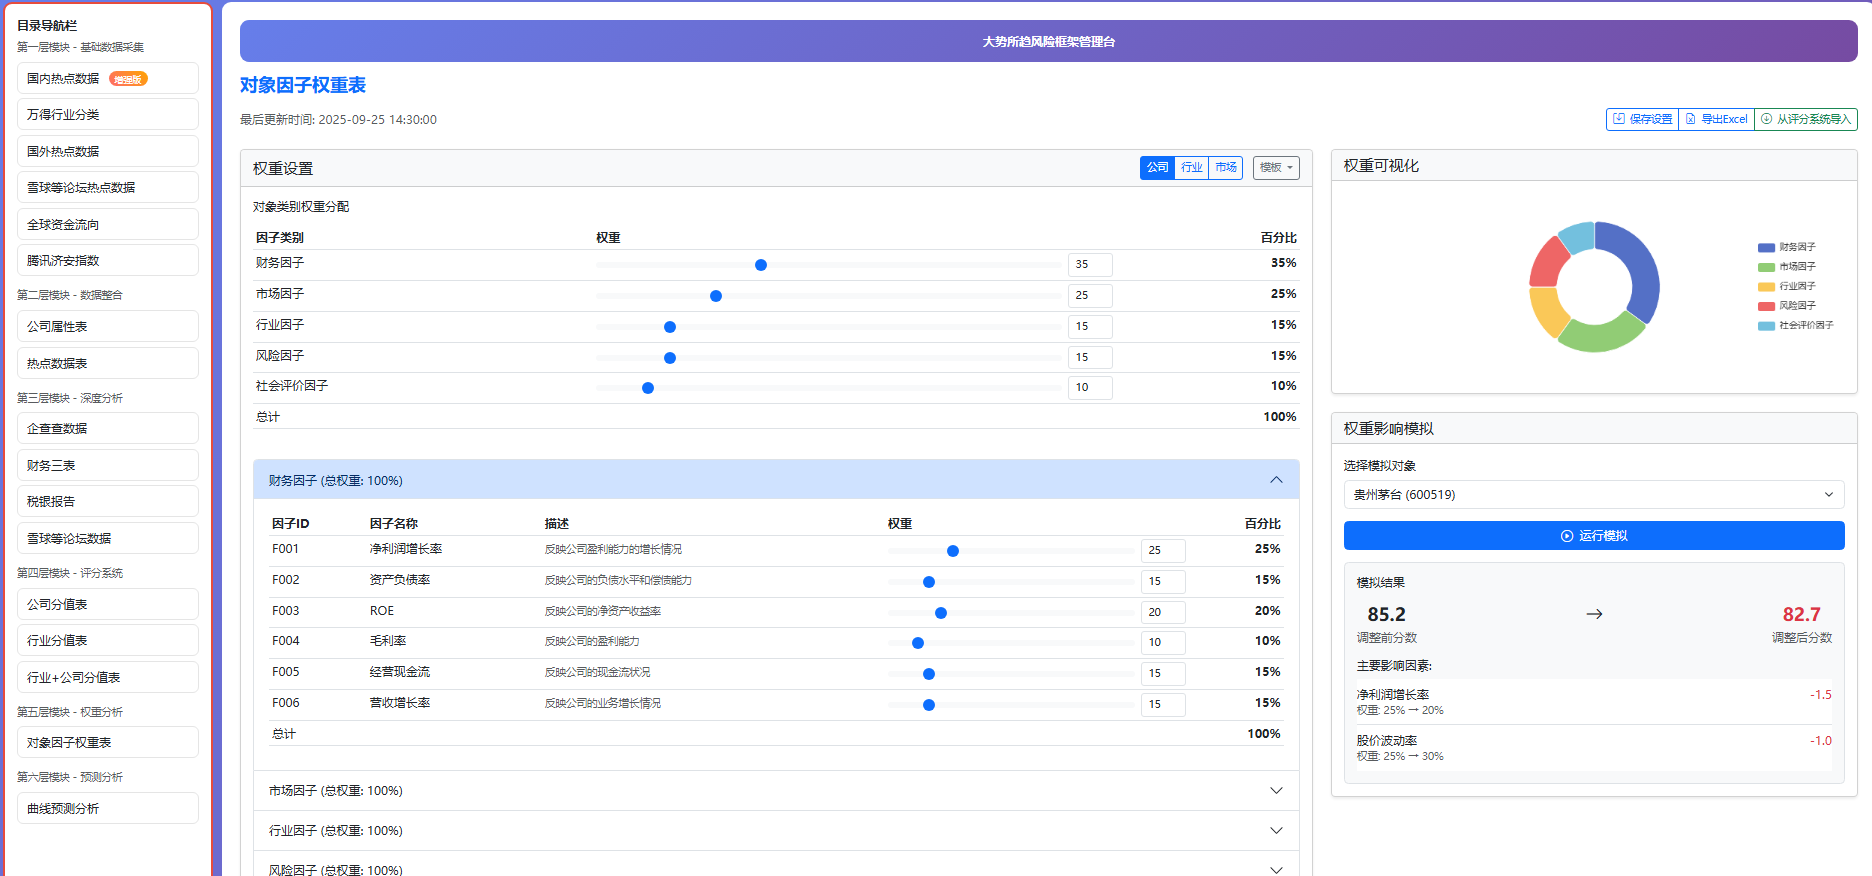 目录导航栏
第一层模块 - 基础数据采集
国内热点数据 增强版
万得行业分类
国外热点数据
雪球等论坛热点数据
全球资金流向
腾讯济安指数
第二层模块 - 数据整合
公司属性表
热点数据表
第三层模块 - 深度分析
企查查数据
财务三表
税银报告
雪球等论坛数据
第四层模块 - 评分系统
公司分值表
行业分值表
行业+公司分值表
第五层模块 - 权重分析
对象因子权重表
第六层模块 - 预测分析
曲线预测分析
大势所趋风险框架管理台
对象因子权重表
最后更新时间: 2025-09-25 14:30:00
保存设置 导出Excel 从评分系统导入
权重设置 公司 行业 市场 模板
对象类别权重分配
因子类别 权重 百分比
财务因子 35 35%
市场因子 25 25%
行业因子 15 15%
风险因子 15 15%
社会评价因子 10 10%
总计 100%
财务因子 (总权重: 100%)
因子ID 因子名称 描述 权重 百分比
F001 净利润增长率 反映公司盈利能力的增长情况 25 25%
F002 资产负债率 反映公司的负债水平和偿债能力 15 15%
F003 ROE 反映公司的净资产收益率 20 20%
F004 毛利率 反映公司的盈利能力 10 10%
F005 经营现金流 反映公司的现金流状况 15 15%
F006 营收增长率 反映公司的业务增长情况 15 15%
总计 100%
市场因子 (总权重: 100%)
行业因子 (总权重: 100%)
风险因子 (总权重: 100%)
权重可视化
财务因子
市场因子
行业因子
风险因子
社会评价因子
权重影响模拟
选择模拟对象
贵州茅台 (600519)
运行模拟
模拟结果
85.2 → 82.7
调整前分数 调整后分数
主要影响因素:
净利润增长率 -1.5
权重: 25% → 20%
股价波动率 -1.0
权重: 25% → 30%